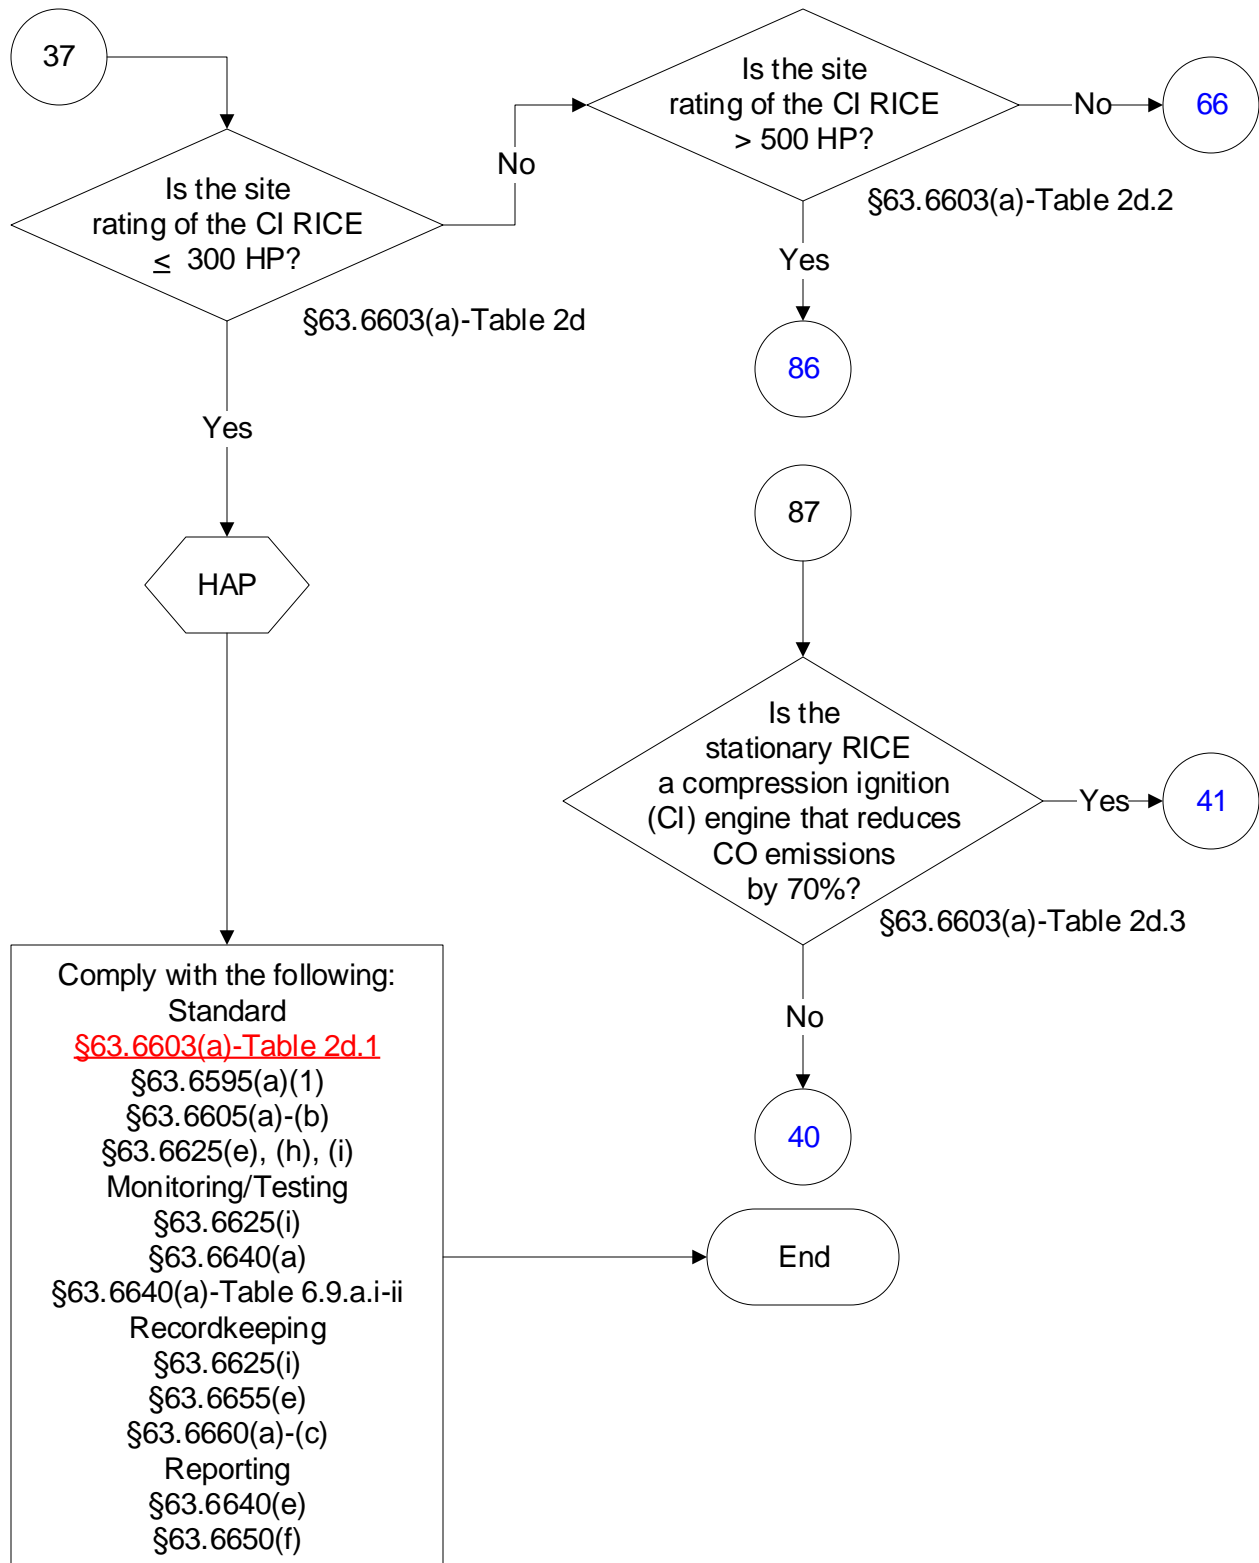 37
Is the site
rating of the CI RICE
≤ 300 HP?
§63.6603(a)-Table 2d
No
Is the site
rating of the CI RICE
> 500 HP?
§63.6603(a)-Table 2d.2
No
66
Yes
86
Yes
HAP
87
Is the
stationary RICE
a compression ignition
(CI) engine that reduces
CO emissions
by 70%?
§63.6603(a)-Table 2d.3
Yes
41
No
40
Comply with the following:
Standard
§63.6603(a)-Table 2d.1
§63.6595(a)(1)
§63.6605(a)-(b)
§63.6625(e), (h), (i)
Monitoring/Testing
§63.6625(i)
§63.6640(a)
§63.6640(a)-Table 6.9.a.i-ii
Recordkeeping
§63.6625(i)
§63.6655(e)
§63.6660(a)-(c)
Reporting
§63.6640(e)
§63.6650(f)
End